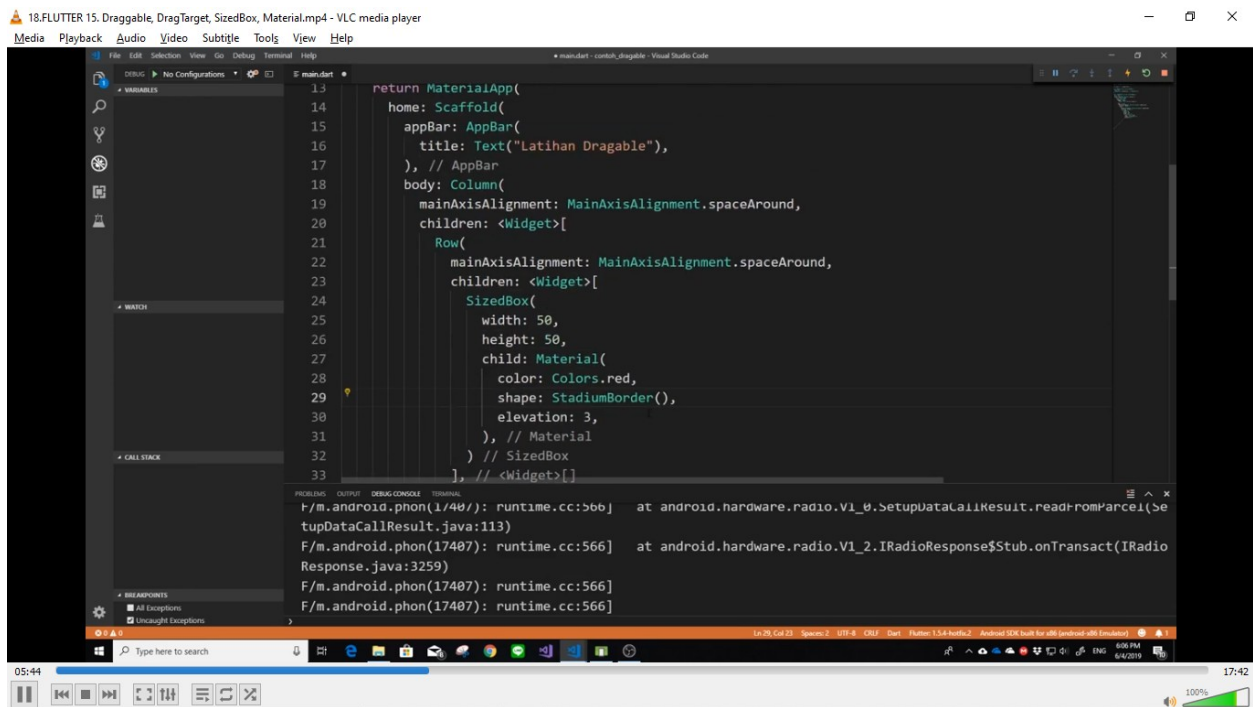 18.FLUTTER 15. Draggable, DragTarget, SizedBox, Material.mp4 - VLC media player
Media Playback Audio Video Subtitle Tools View Help
File Edit Selection View Go Debug Terminal Help
● main.dart - contoh_dragable - Visual Studio Code
DEBUG No Configurations
main.dart ●
VARIABLES
13 return MaterialApp(
14 home: Scaffold(
15 appBar: AppBar(
16 title: Text("Latihan Dragable"),
17 ), // AppBar
18 body: Column(
19 mainAxisAlignment: MainAxisAlignment.spaceAround,
20 children: <Widget>[
21 Row(
22 mainAxisAlignment: MainAxisAlignment.spaceAround,
23 children: <Widget>[
24 SizedBox(
WATCH
25 width: 50,
26 height: 50,
27 child: Material(
28 color: Colors.red,
29 shape: StadiumBorder(),
30 elevation: 3,
31 ), // Material
CALL STACK
32 ) // SizedBox
33 ], // <Widget>[]
PROBLEMS OUTPUT DEBUG CONSOLE TERMINAL
F/m.android.phon(17407): runtime.cc:566] at android.hardware.radio.V1_0.SetupDataCallResult.readFromParcel(Se
tupDataCallResult.java:113)
F/m.android.phon(17407): runtime.cc:566] at android.hardware.radio.V1_2.IRadioResponse$Stub.onTransact(IRadio
Response.java:3259)
F/m.android.phon(17407): runtime.cc:566]
F/m.android.phon(17407): runtime.cc:566]
BREAKPOINTS
All Exceptions
Uncaught Exceptions
0 0
Ln 29, Col 23 Spaces: 2 UTF-8 CRLF Dart Flutter: 1.5.4-hotfix.2 Android SDK built for x86 (android-x86 Emulator) 1
Type here to search
ENG 6:06 PM
6/4/2019
05:44
17:42
100%